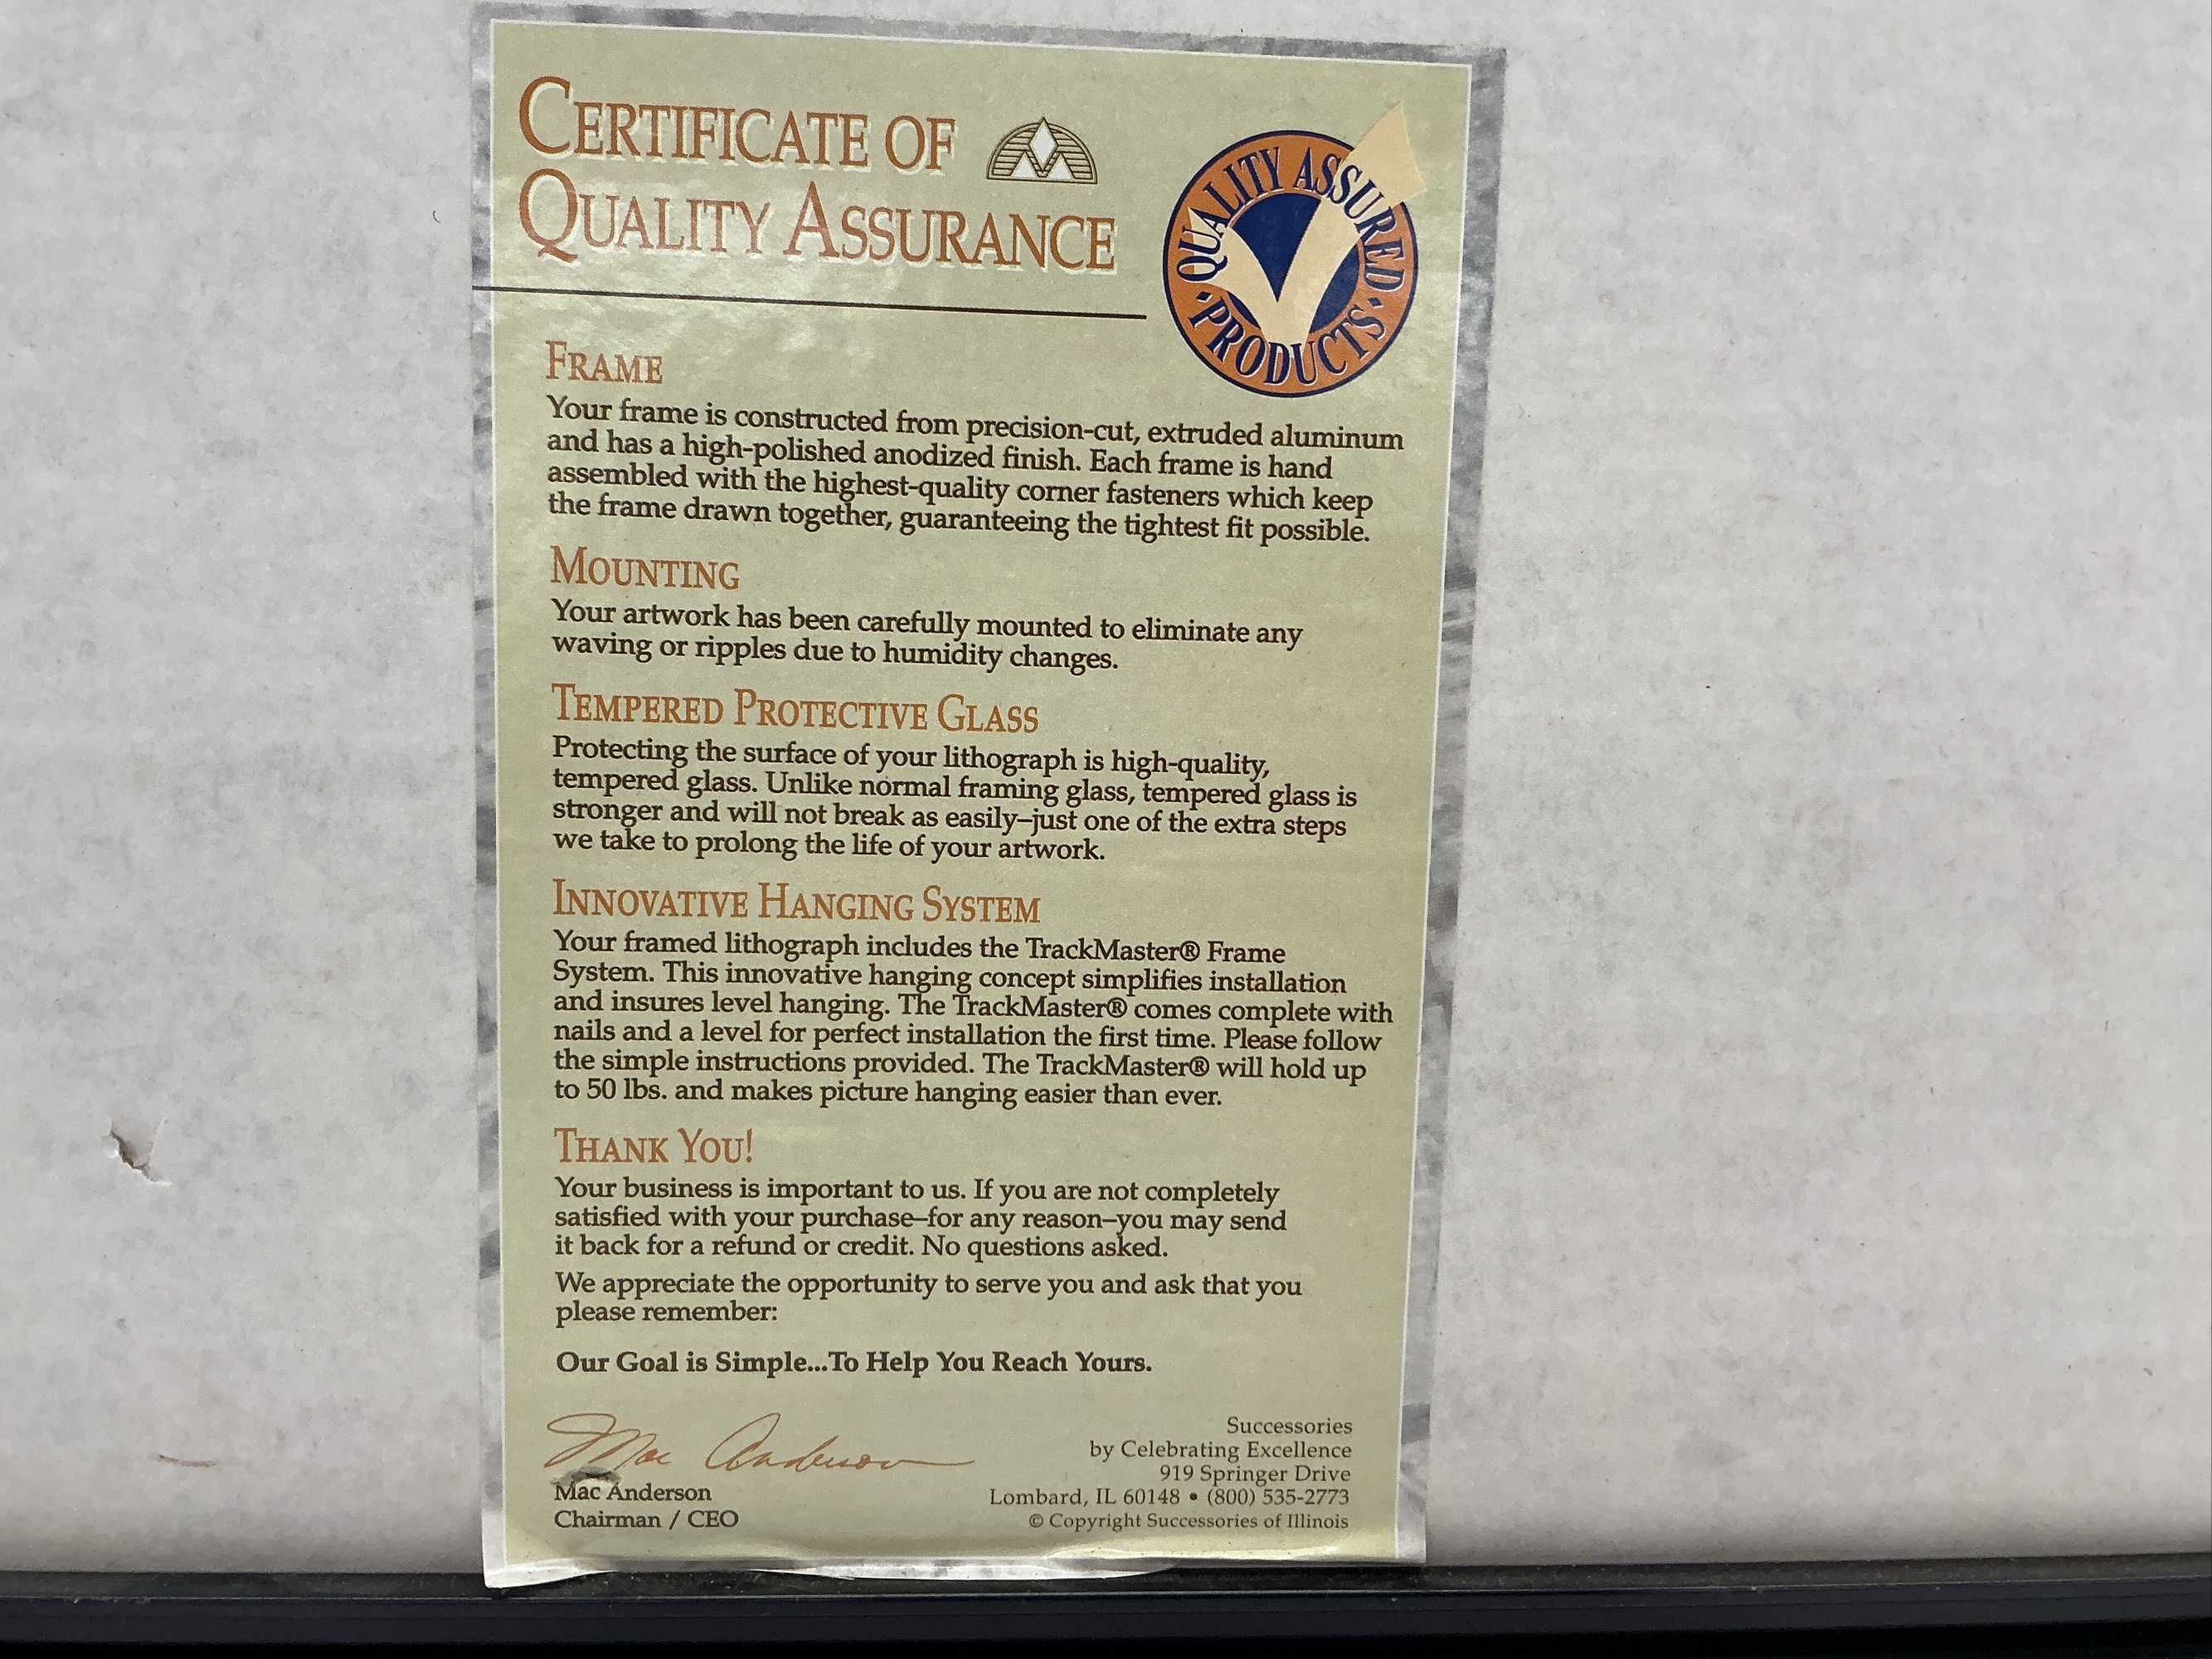 CERTIFICATE OF
QUALITY ASSURANCE
QUALITY ASSURED
• PRODUCTS •
FRAME
Your frame is constructed from precision-cut, extruded aluminum
and has a high-polished anodized finish. Each frame is hand
assembled with the highest-quality corner fasteners which keep
the frame drawn together, guaranteeing the tightest fit possible.
MOUNTING
Your artwork has been carefully mounted to eliminate any
waving or ripples due to humidity changes.
TEMPERED PROTECTIVE GLASS
Protecting the surface of your lithograph is high-quality,
tempered glass. Unlike normal framing glass, tempered glass is
stronger and will not break as easily–just one of the extra steps
we take to prolong the life of your artwork.
INNOVATIVE HANGING SYSTEM
Your framed lithograph includes the TrackMaster® Frame
System. This innovative hanging concept simplifies installation
and insures level hanging. The TrackMaster® comes complete with
nails and a level for perfect installation the first time. Please follow
the simple instructions provided. The TrackMaster® will hold up
to 50 lbs. and makes picture hanging easier than ever.
THANK YOU!
Your business is important to us. If you are not completely
satisfied with your purchase–for any reason–you may send
it back for a refund or credit. No questions asked.
We appreciate the opportunity to serve you and ask that you
please remember:
Our Goal is Simple...To Help You Reach Yours.
Mac Anderson
Mac Anderson
Chairman / CEO
Successories
by Celebrating Excellence
919 Springer Drive
Lombard, IL 60148 • (800) 535-2773
© Copyright Successories of Illinois